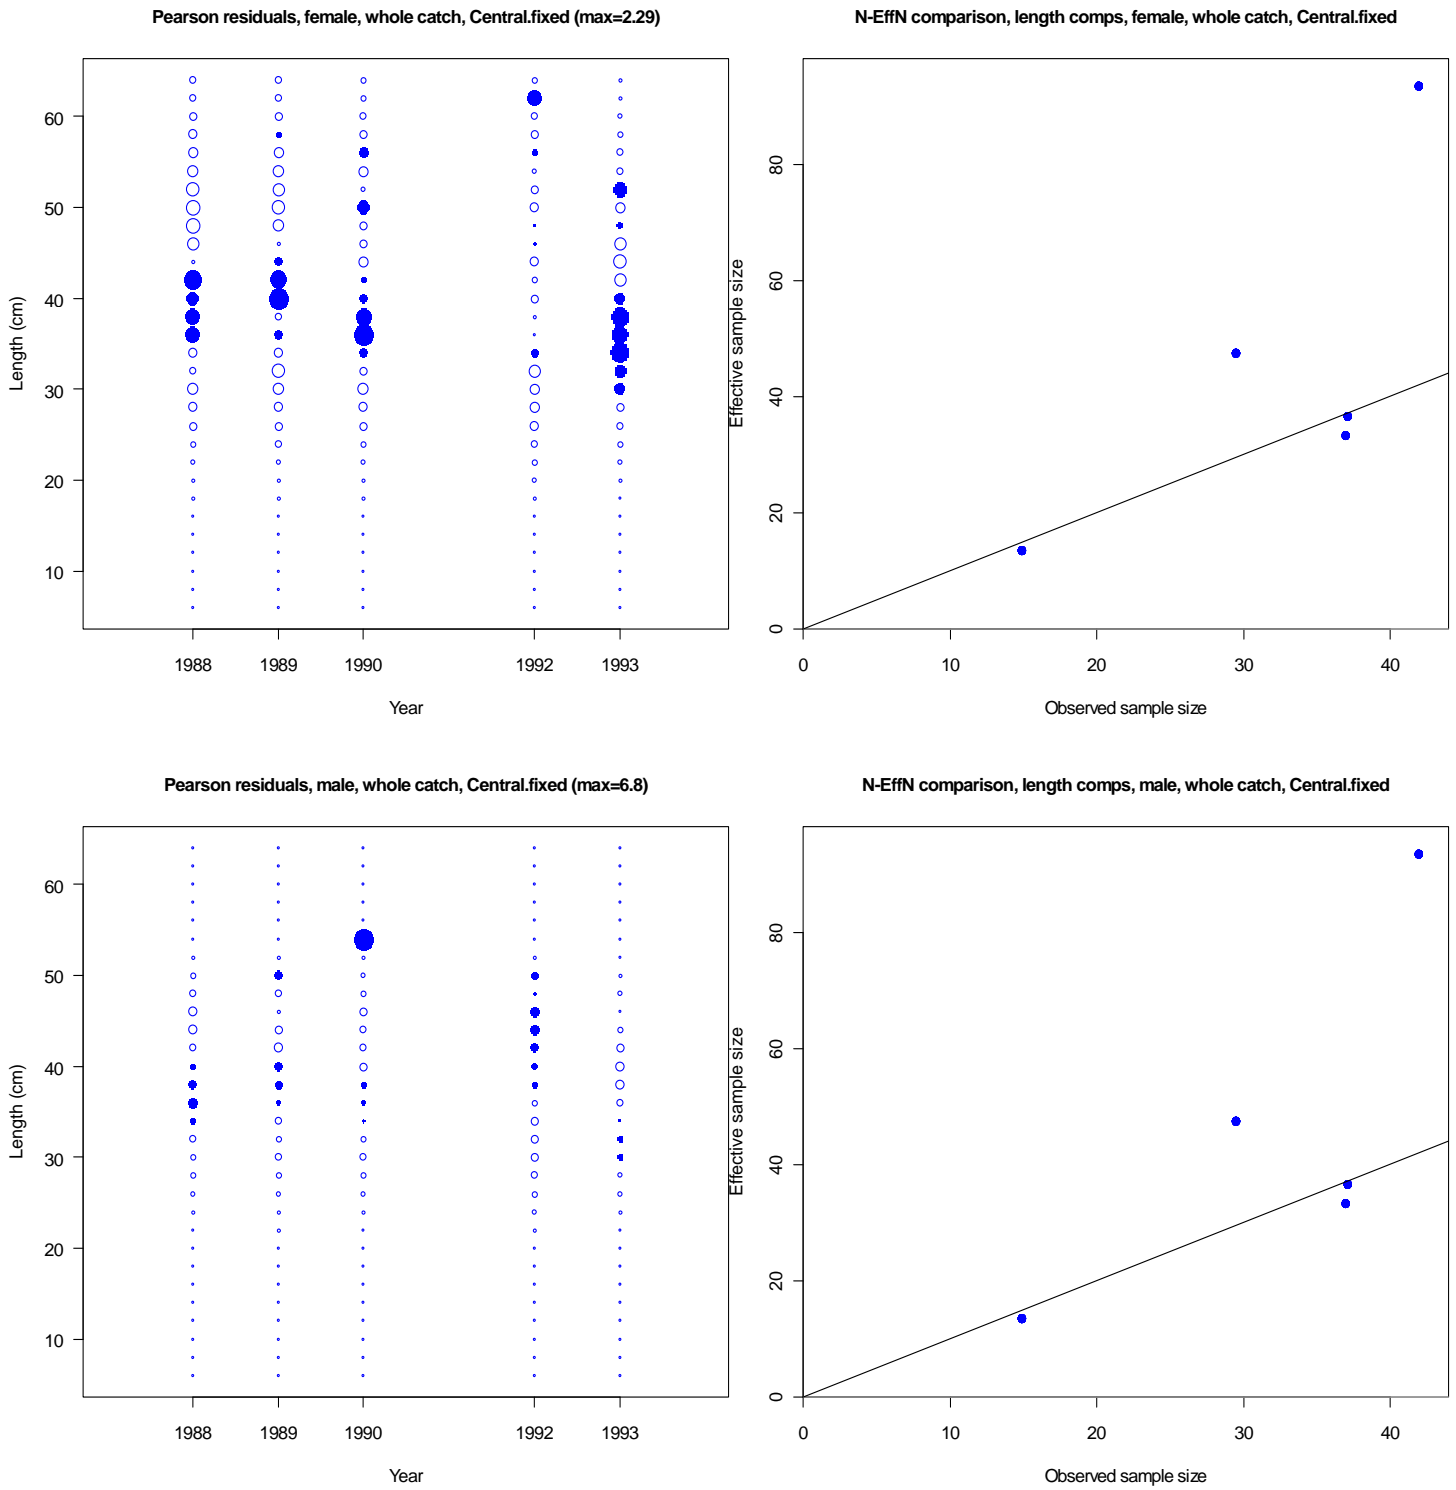 Pearson residuals, female, whole catch, Central.fixed (max=2.29)
60
50
40
30
20
10
Length (cm)
1988 1989 1990 1992 1993
Year
N-EffN comparison, length comps, female, whole catch, Central.fixed
80
60
40
20
0
Effective sample size
0 10 20 30 40
Observed sample size
Pearson residuals, male, whole catch, Central.fixed (max=6.8)
60
50
40
30
20
10
Length (cm)
1988 1989 1990 1992 1993
Year
N-EffN comparison, length comps, male, whole catch, Central.fixed
80
60
40
20
0
Effective sample size
0 10 20 30 40
Observed sample size